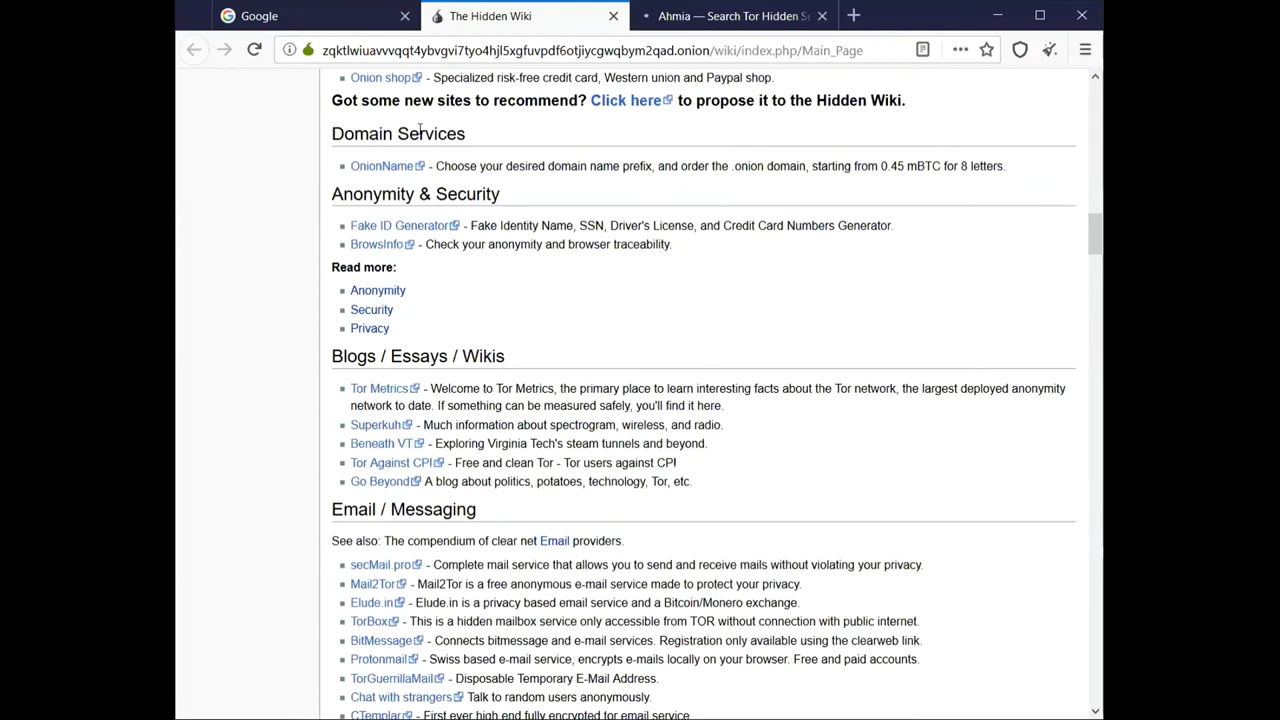 Google
The Hidden Wiki
Ahmia — Search Tor Hidden S
zqktlwiuavvvqqt4ybvgvi7tyo4hjl5xgfuvpdf6otjiycgwqbym2qad.onion/wiki/index.php/Main_Page
Onion shop - Specialized risk-free credit card, Western union and Paypal shop.
Got some new sites to recommend? Click here to propose it to the Hidden Wiki.
Domain Services
OnionName - Choose your desired domain name prefix, and order the .onion domain, starting from 0.45 mBTC for 8 letters.
Anonymity & Security
Fake ID Generator - Fake Identity Name, SSN, Driver's License, and Credit Card Numbers Generator.
BrowsInfo - Check your anonymity and browser traceability.
Read more:
Anonymity
Security
Privacy
Blogs / Essays / Wikis
Tor Metrics - Welcome to Tor Metrics, the primary place to learn interesting facts about the Tor network, the largest deployed anonymity
network to date. If something can be measured safely, you'll find it here.
Superkuh - Much information about spectrogram, wireless, and radio.
Beneath VT - Exploring Virginia Tech's steam tunnels and beyond.
Tor Against CP! - Free and clean Tor - Tor users against CP!
Go Beyond A blog about politics, potatoes, technology, Tor, etc.
Email / Messaging
See also: The compendium of clear net Email providers.
secMail.pro - Complete mail service that allows you to send and receive mails without violating your privacy.
Mail2Tor - Mail2Tor is a free anonymous e-mail service made to protect your privacy.
Elude.in - Elude.in is a privacy based email service and a Bitcoin/Monero exchange.
TorBox - This is a hidden mailbox service only accessible from TOR without connection with public internet.
BitMessage - Connects bitmessage and e-mail services. Registration only available using the clearweb link.
Protonmail - Swiss based e-mail service, encrypts e-mails locally on your browser. Free and paid accounts.
TorGuerrillaMail - Disposable Temporary E-Mail Address.
Chat with strangers Talk to random users anonymously.
CTemplar - First ever high end fully encrypted tor email service